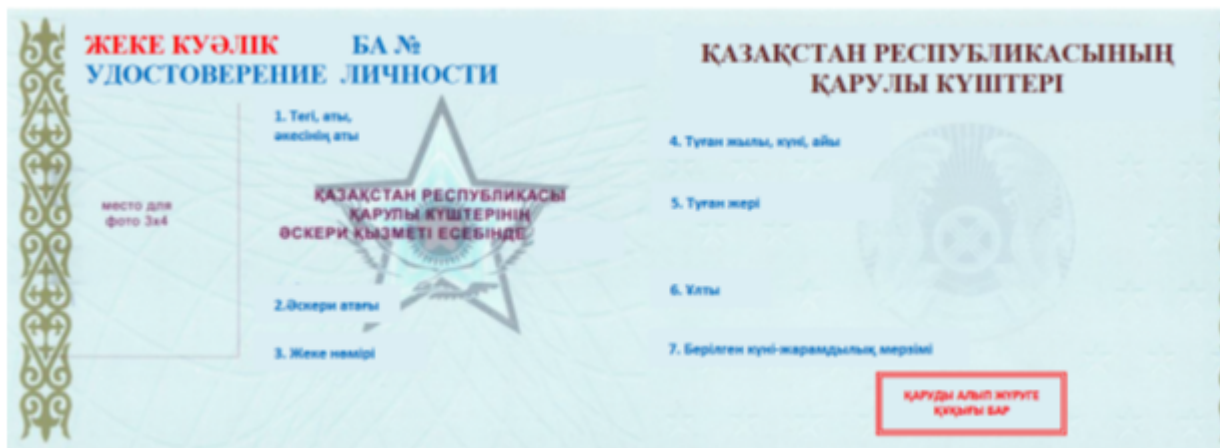 ЖЕКЕ КУӘЛІК БА №
УДОСТОВЕРЕНИЕ ЛИЧНОСТИ
1. Тегі, аты,
әкесінің аты
место для
фото 3х4
ҚАЗАҚСТАН РЕСПУБЛИКАСЫ
ҚАРУЛЫ КҮШТЕРІНІҢ
ӘСКЕРИ ҚЫЗМЕТІ ЕСЕБІНДЕ
2.Әскери атағы
3. Жеке нөмірі
ҚАЗАҚСТАН РЕСПУБЛИКАСЫНЫҢ
ҚАРУЛЫ КҮШТЕРІ
4. Туған жылы, күні, айы
5. Туған жері
6. Ұлты
7. Берілген күні-жарамдылық мерзімі
ҚАРУДЫ АЛЫП ЖҮРУГЕ
ҚҰҚЫҒЫ БАР